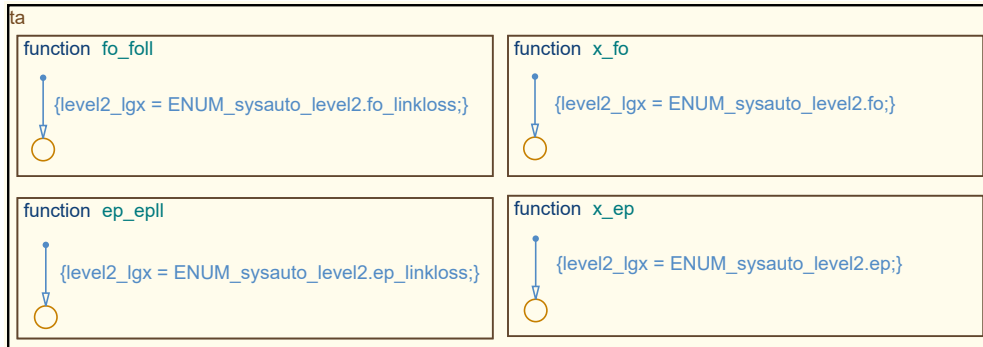 ta
function fo_foll
{level2_lgx = ENUM_sysauto_level2.fo_linkloss;}
function x_fo
{level2_lgx = ENUM_sysauto_level2.fo;}
function ep_epll
{level2_lgx = ENUM_sysauto_level2.ep_linkloss;}
function x_ep
{level2_lgx = ENUM_sysauto_level2.ep;}